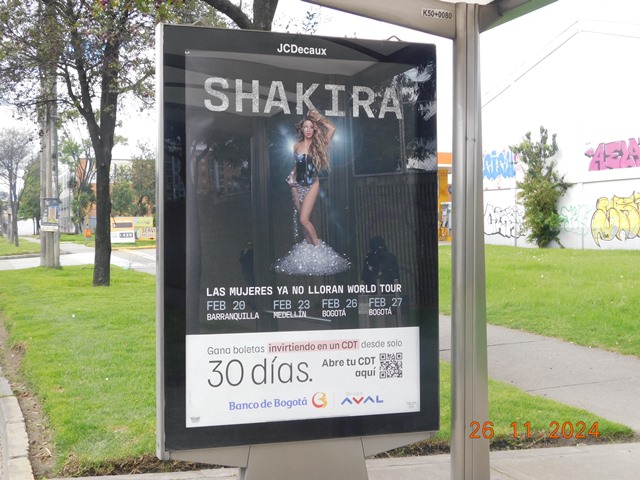 K50+0080
JCDecaux
SHAKIRA
LAS MUJERES YA NO LLORAN WORLD TOUR
FEB 20 FEB 23 FEB 26 FEB 27
BARRANQUILLA MEDELLÍN BOGOTÁ BOGOTÁ
Gana boletas invirtiendo en un CDT desde solo
30 días.
Abre tu CDT
aquí
Banco de Bogotá AVAL
26 11 2024